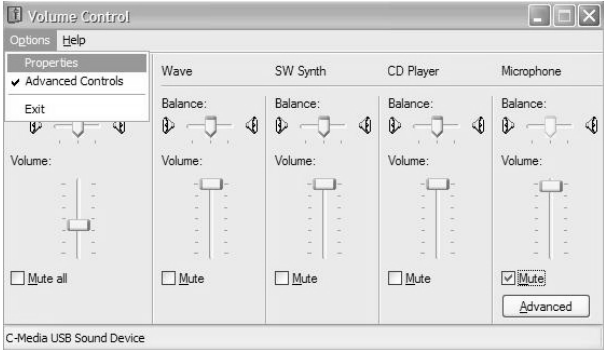 Volume Control
Options Help
Properties
Advanced Controls
Exit
Wave SW Synth CD Player Microphone
Balance: Balance: Balance: Balance:
Volume: Volume: Volume: Volume: Volume:
Mute all Mute Mute Mute Mute
Advanced
C-Media USB Sound Device